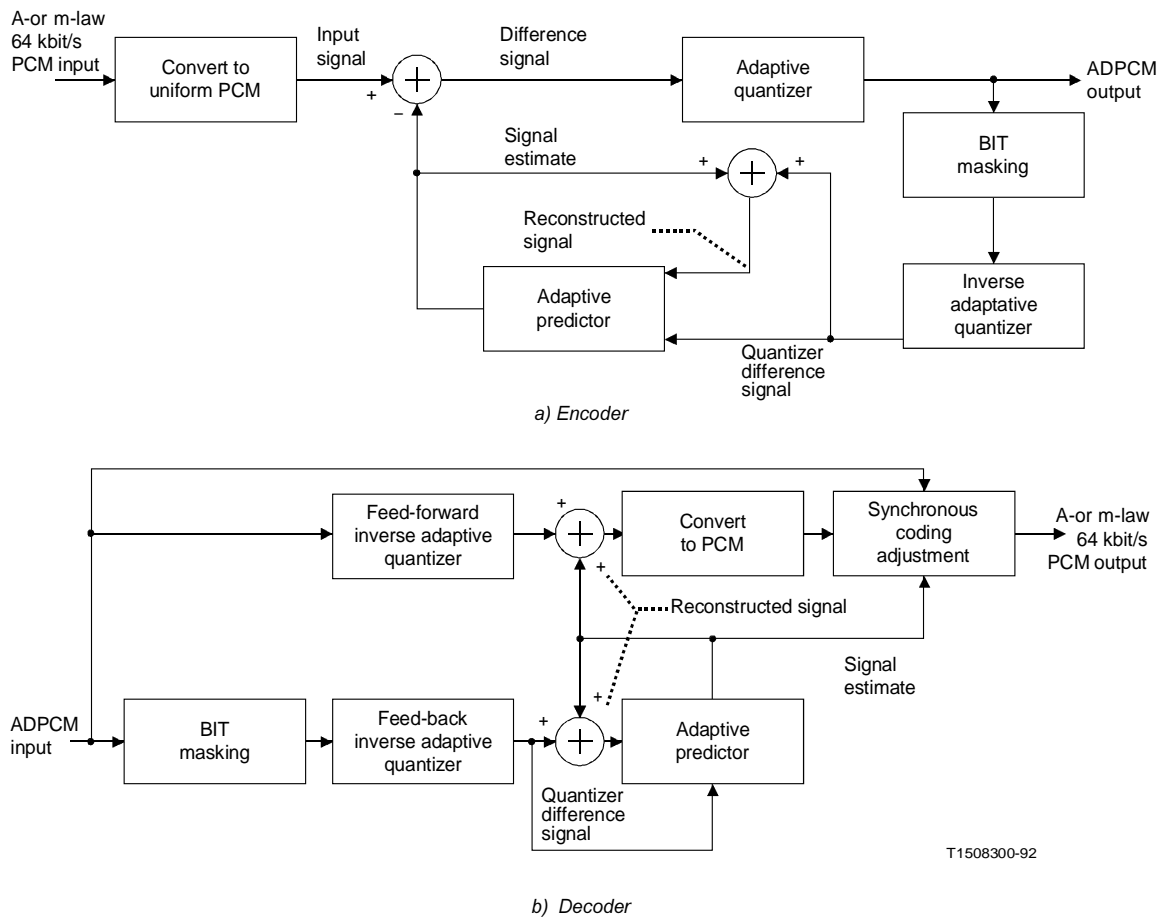 A-or m-law
64 kbit/s
PCM input
Convert to
uniform PCM
Input
signal
+
–
Difference
signal
Adaptive
quantizer
ADPCM
output
BIT
masking
Signal
estimate
+
+
Reconstructed
signal
Adaptive
predictor
Inverse
adaptative
quantizer
Quantizer
difference
signal
a) Encoder
Feed-forward
inverse adaptive
quantizer
+
Convert
to PCM
Synchronous
coding
adjustment
A-or m-law
64 kbit/s
PCM output
+
Reconstructed signal
Signal
estimate
ADPCM
input
BIT
masking
Feed-back
inverse adaptive
quantizer
+
+
Adaptive
predictor
Quantizer
difference
signal
T1508300-92
b) Decoder